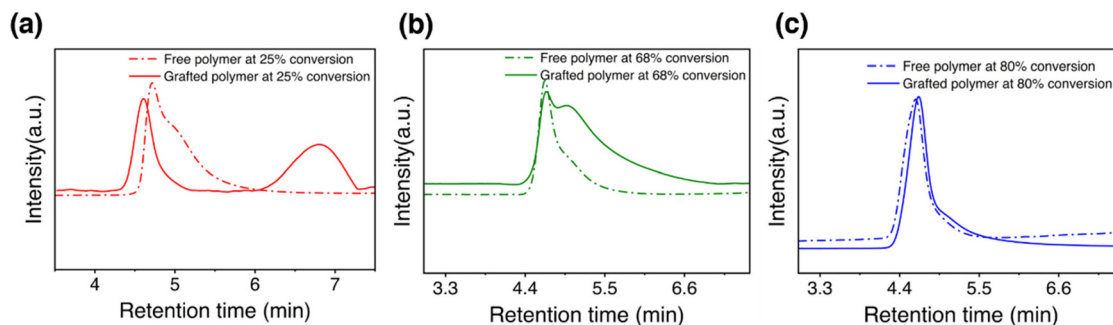 (a)
Free polymer at 25% conversion
Grafted polymer at 25% conversion
Intensity(a.u.)
4 5 6 7
Retention time (min)
(b)
Free polymer at 68% conversion
Grafted polymer at 68% conversion
Intensity(a.u.)
3.3 4.4 5.5 6.6
Retention time (min)
(c)
Free polymer at 80% conversion
Grafted polymer at 80% conversion
Intensity(a.u.)
3.3 4.4 5.5 6.6
Retention time (min)